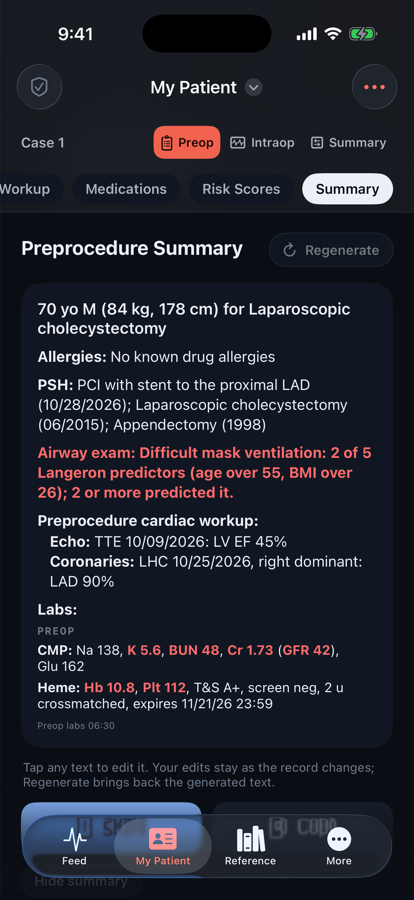 9:41
My Patient
Case 1
Preop
Intraop
Summary
Workup
Medications
Risk Scores
Summary
Preprocedure Summary
Regenerate
70 yo M (84 kg, 178 cm) for Laparoscopic
cholecystectomy
Allergies: No known drug allergies
PSH: PCI with stent to the proximal LAD
(10/28/2026); Laparoscopic cholecystectomy
(06/2015); Appendectomy (1998)
Airway exam: Difficult mask ventilation: 2 of 5
Langeron predictors (age over 55, BMI over
26); 2 or more predicted it.
Preprocedure cardiac workup:
Echo: TTE 10/09/2026: LV EF 45%
Coronaries: LHC 10/25/2026, right dominant:
LAD 90%
Labs:
PREOP
CMP: Na 138, K 5.6, BUN 48, Cr 1.73 (GFR 42),
Glu 162
Heme: Hb 10.8, Plt 112, T&S A+, screen neg, 2 u
crossmatched, expires 11/21/26 23:59
Preop labs 06:30
Tap any text to edit it. Your edits stay as the record changes;
Regenerate brings back the generated text.
Feed
My Patient
Reference
More
Hide summary